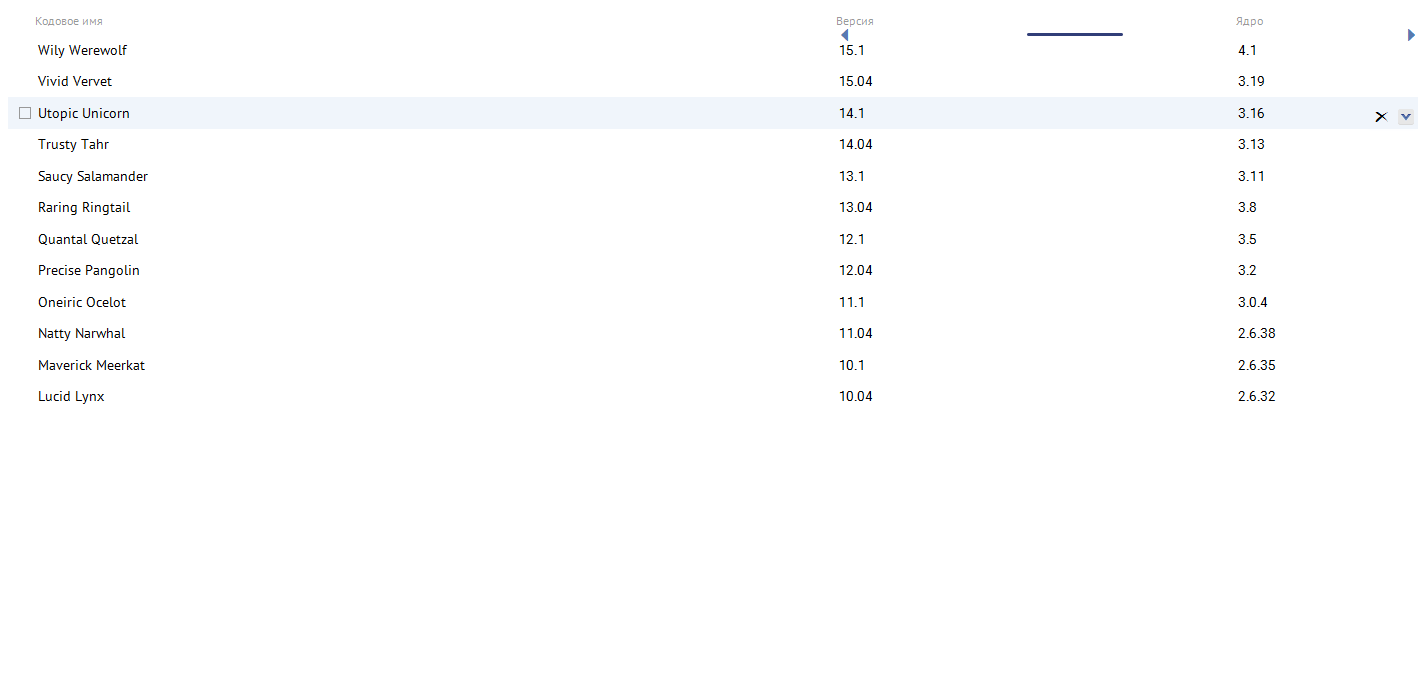 Кодовое имя Версия Ядро
Wily Werewolf 15.1 4.1
Vivid Vervet 15.04 3.19
Utopic Unicorn 14.1 3.16
Trusty Tahr 14.04 3.13
Saucy Salamander 13.1 3.11
Raring Ringtail 13.04 3.8
Quantal Quetzal 12.1 3.5
Precise Pangolin 12.04 3.2
Oneiric Ocelot 11.1 3.0.4
Natty Narwhal 11.04 2.6.38
Maverick Meerkat 10.1 2.6.35
Lucid Lynx 10.04 2.6.32